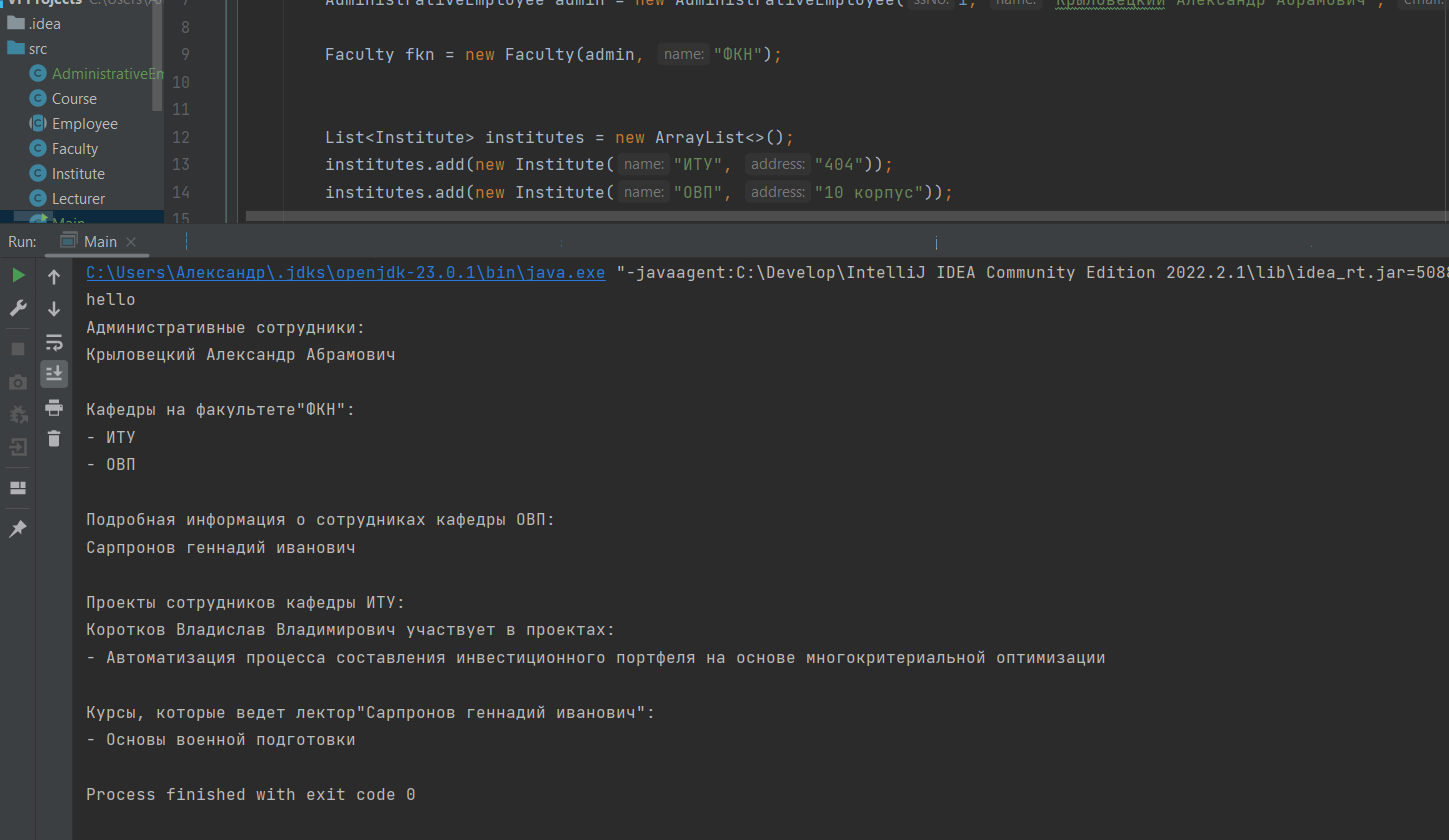 .idea
src
AdministrativeEm
Course
Employee
Faculty
Institute
Lecturer
Main
7 AdministrativeEmployee admin = new AdministrativeEmployee( ssNo: 1, name: "Крыловецкий Александр Абрамович", email:
8
9 Faculty fkn = new Faculty(admin, name: "ФКН");
10
11
12 List<Institute> institutes = new ArrayList<>();
13 institutes.add(new Institute( name: "ИТУ", address: "404"));
14 institutes.add(new Institute( name: "ОВП", address: "10 корпус"));
15
Run: Main
C:\Users\Александр\.jdks\openjdk-23.0.1\bin\java.exe "-javaagent:C:\Develop\IntelliJ IDEA Community Edition 2022.2.1\lib\idea_rt.jar=508
hello
Административные сотрудники:
Крыловецкий Александр Абрамович
Кафедры на факультете"ФКН":
- ИТУ
- ОВП
Подробная информация о сотрудниках кафедры ОВП:
Сарпронов геннадий иванович
Проекты сотрудников кафедры ИТУ:
Коротков Владислав Владимирович участвует в проектах:
- Автоматизация процесса составления инвестиционного портфеля на основе многокритериальной оптимизации
Курсы, которые ведет лектор"Сарпронов геннадий иванович":
- Основы военной подготовки
Process finished with exit code 0